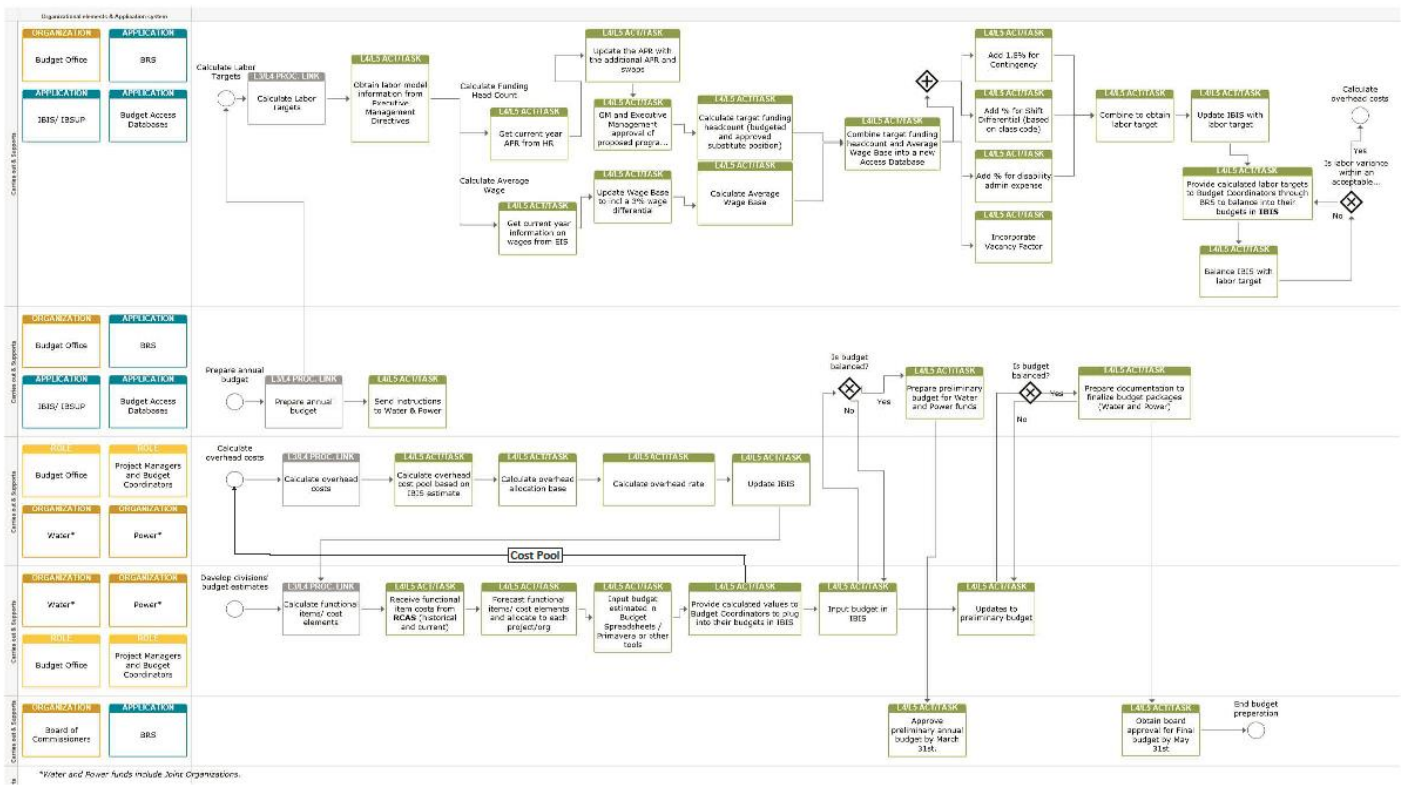 Organizational elements & Application system
Carries out & Supports
ORGANIZATION
Budget Office
APPLICATION
BRS
APPLICATION
IBIS/ IBSUP
APPLICATION
Budget Access
Databases
Calculate Labor
Targets
L3/L4 PROC. LINK
Calculate Labor
Targets
L4/L5 ACT/TASK
Obtain labor model
information from
Executive
Management
Directives
Calculate Funding
Head Count
L4/L5 ACT/TASK
Get current year
APR from HR
L4/L5 ACT/TASK
Update the APR with
the additional APR and
swaps
L4/L5 ACT/TASK
GM and Executive
Management
approval of
proposed progra...
L4/L5 ACT/TASK
Calculate target funding
headcount (budgeted
and approved
substitute position)
Calculate Average
Wage
L4/L5 ACT/TASK
Get current year
information on
wages from EIS
L4/L5 ACT/TASK
Update Wage Base
to incl a 3% wage
differential
L4/L5 ACT/TASK
Calculate Average
Wage Base
L4/L5 ACT/TASK
Combine target funding
headcount and Average
Wage Base into a new
Access Database
L4/L5 ACT/TASK
Add 1.8% for
Contingency
L4/L5 ACT/TASK
Add % for Shift
Differential (based
on class code)
L4/L5 ACT/TASK
Add % for disability
admin expense
L4/L5 ACT/TASK
Incorporate
Vacancy Factor
L4/L5 ACT/TASK
Combine to obtain
labor target
L4/L5 ACT/TASK
Update IBIS with
labor target
L4/L5 ACT/TASK
Provide calculated labor targets
to Budget Coordinators through
BRS to balance into their
budgets in IBIS
L4/L5 ACT/TASK
Balance IBIS with
labor target
Calculate
overhead costs
Yes
Is labor variance
within an
acceptable...
No
Carries out & Supports
ORGANIZATION
Budget Office
APPLICATION
BRS
APPLICATION
IBIS/ IBSUP
APPLICATION
Budget Access
Databases
Prepare annual
budget
L3/L4 PROC. LINK
Prepare annual
budget
L4/L5 ACT/TASK
Send instructions
to Water & Power
Is budget
balanced?
Yes
No
L4/L5 ACT/TASK
Prepare preliminary
budget for Water
and Power funds
Is budget
balanced?
Yes
No
L4/L5 ACT/TASK
Prepare documentation to
finalize budget packages
(Water and Power)
Carries out & Supports
ROLE
Budget Office
ROLE
Project Managers
and Budget
Coordinators
ORGANIZATION
Water*
ORGANIZATION
Power*
Calculate
overhead costs
L3/L4 PROC. LINK
Calculate overhead
costs
L4/L5 ACT/TASK
Calculate overhead
cost pool based on
IBIS estimate
L4/L5 ACT/TASK
Calculate overhead
allocation base
L4/L5 ACT/TASK
Calculate overhead rate
L4/L5 ACT/TASK
Update IBIS
Cost Pool
Carries out & Supports
ORGANIZATION
Water*
ORGANIZATION
Power*
ROLE
Budget Office
ROLE
Project Managers
and Budget
Coordinators
Develop divisions'
budget estimates
L3/L4 PROC. LINK
Calculate functional
items/ cost
elements
L4/L5 ACT/TASK
Receive functional
item costs from
RCAS (historical
and current)
L4/L5 ACT/TASK
Forecast functional
items/ cost elements
and allocate to each
project/org
L4/L5 ACT/TASK
Input budget
estimated in
Budget
Spreadsheets /
Primavera or other
tools
L4/L5 ACT/TASK
Provide calculated values to
Budget Coordinators to plug
into their budgets in IBIS
L4/L5 ACT/TASK
Input budget in
IBIS
L4/L5 ACT/TASK
Updates to
preliminary budget
Carries out & Supports
ORGANIZATION
Board of
Commissioners
APPLICATION
BRS
L4/L5 ACT/TASK
Approve
preliminary annual
budget by March
31st.
L4/L5 ACT/TASK
Obtain board
approval for Final
budget by May
31st
End budget
preparation
*Water and Power funds include Joint Organizations.
ts